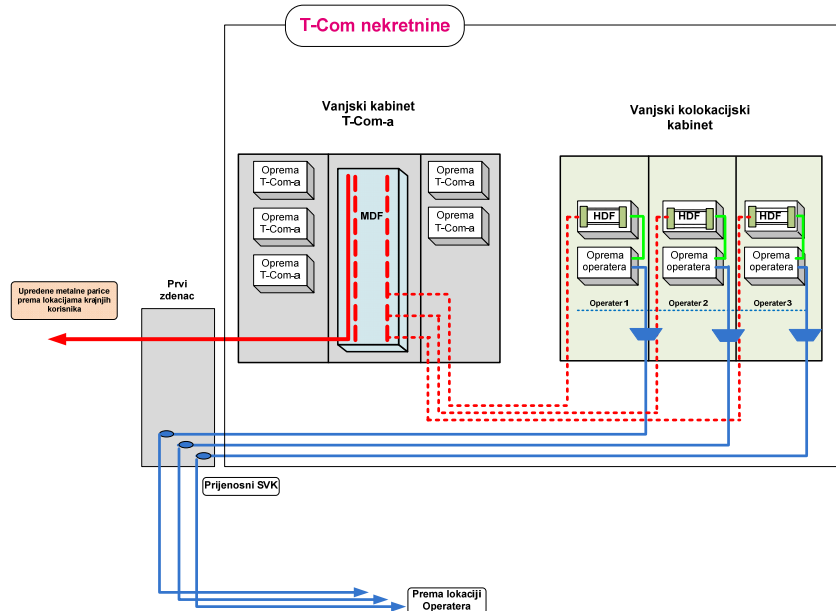 T-Com nekretnine
Vanjski kabinet
T-Com-a
Vanjski kolokacijski
kabinet
Oprema
T-Com-a
Oprema
T-Com-a
Oprema
T-Com-a
MDF
Oprema
T-Com-a
Oprema
T-Com-a
HDF
HDF
HDF
Oprema
operatera
Oprema
operatera
Oprema
operatera
Operater 1
Operater 2
Operater 3
Upredene metalne parice
prema lokacijama krajnjih
korisnika
Prvi
zdenac
Prijenosni SVK
Prema lokaciji
Operatera